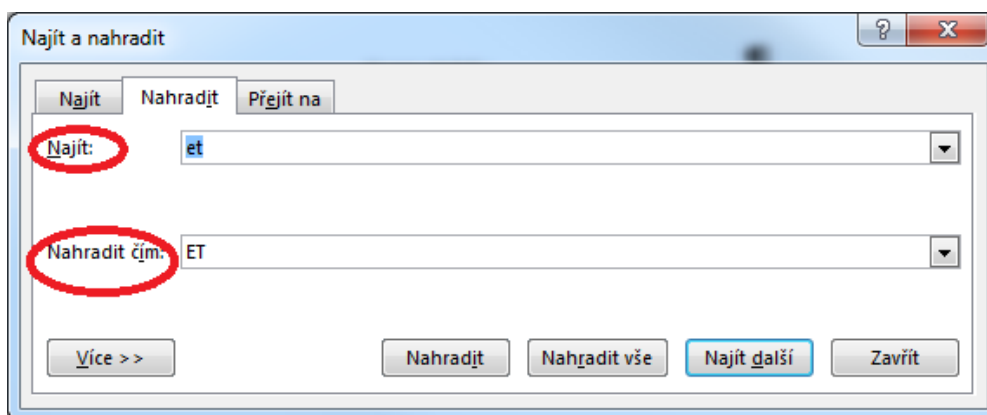 Najít a nahradit
Najít Nahradit Přejít na
Najít: et
Nahradit čím: ET
Více >> Nahradit Nahradit vše Najít další Zavřít